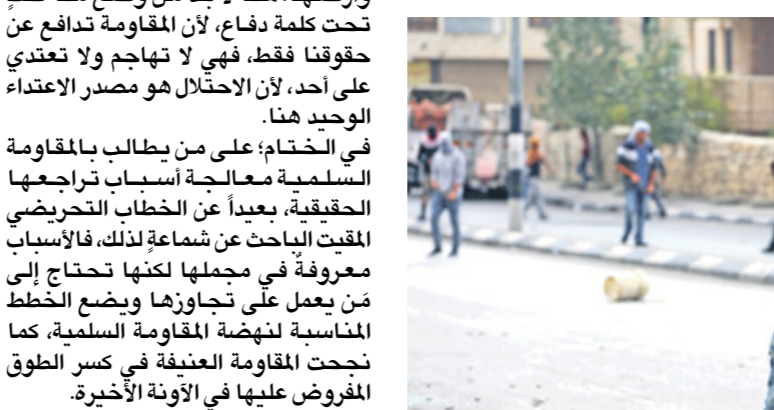 تحت كلمة دفاع، لأن المقاومة تدافع عن
حقوقنا فقط، فهي لا تهاجم ولا تعتدي
على أحد، لأن الاحتلال هو مصدر الاعتداء
الوحيد هنا.
في الختام؛ على من يطالب بالمقاومة
السلمية معالجة أسباب تراجعها
الحقيقية، بعيداً عن الخطاب التحريضي
المقيت الباحث عن شماعةٍ لذلك، فالأسباب
معروفةٌ في مجملها لكنها تحتاج إلى
مَن يعمل على تجاوزها ويضع الخطط
المناسبة لنهضة المقاومة السلمية، كما
نجحت المقاومة العنيفة في كسر الطوق
المفروض عليها في الآونة الأخيرة.